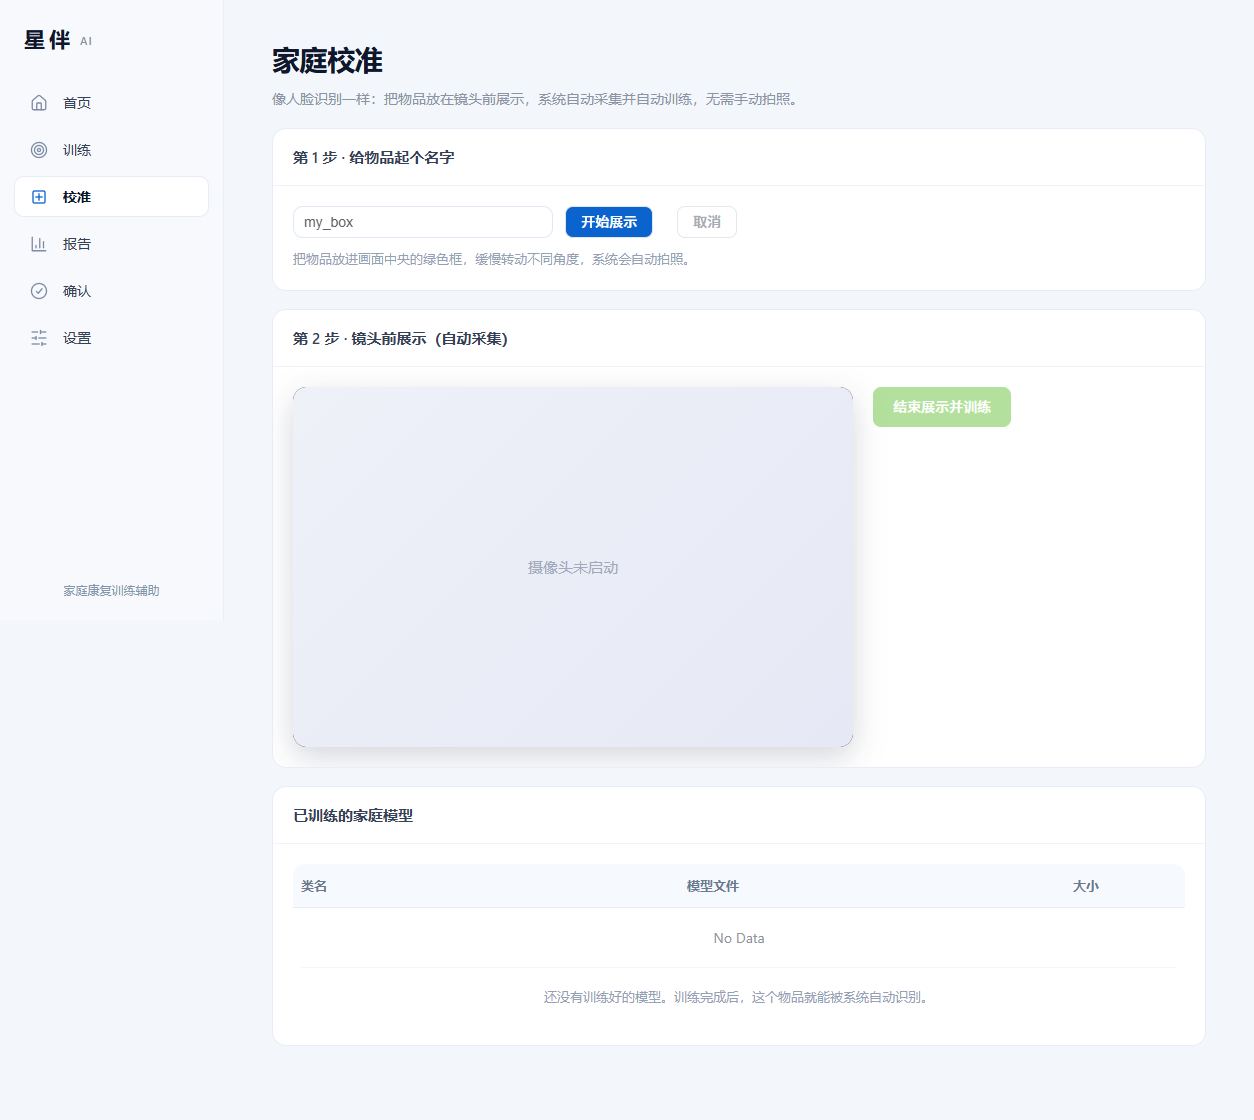 星伴 AI
首页
训练
校准
报告
确认
设置
家庭康复训练辅助
家庭校准
像人脸识别一样：把物品放在镜头前展示，系统自动采集并自动训练，无需手动拍照。
第 1 步 · 给物品起个名字
my_box 开始展示 取消
把物品放进画面中央的绿色框，缓慢转动不同角度，系统会自动拍照。
第 2 步 · 镜头前展示（自动采集）
结束展示并训练
摄像头未启动
已训练的家庭模型
类名 模型文件 大小
No Data
还没有训练好的模型。训练完成后，这个物品就能被系统自动识别。